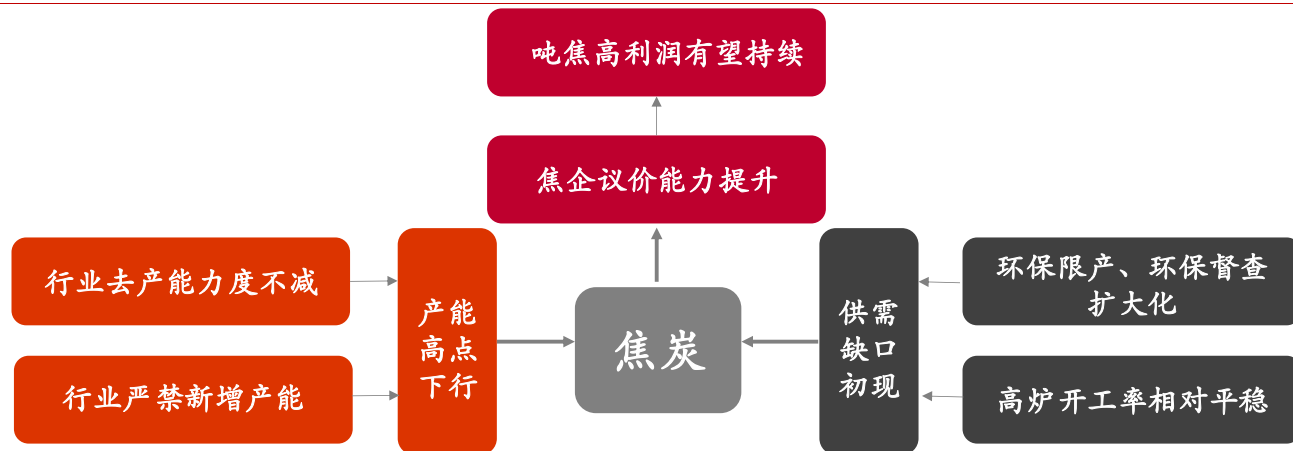 吨焦高利润有望持续
焦企议价能力提升
行业去产能力度不减
行业严禁新增产能
产能
高点
下行
焦炭
供需
缺口
初现
环保限产、环保督查
扩大化
高炉开工率相对平稳